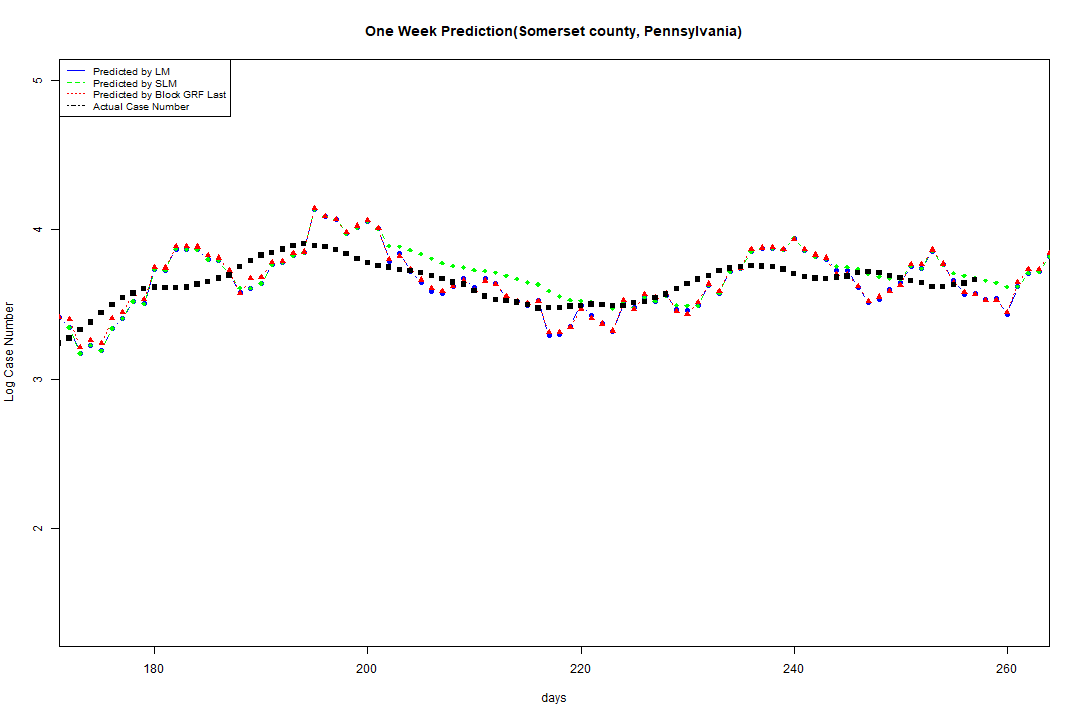 One Week Prediction(Somerset county, Pennsylvania)
Predicted by LM
Predicted by SLM
Predicted by Block GRF Last
Actual Case Number
5
4
3
2
Log Case Number
180 200 220 240 260
days